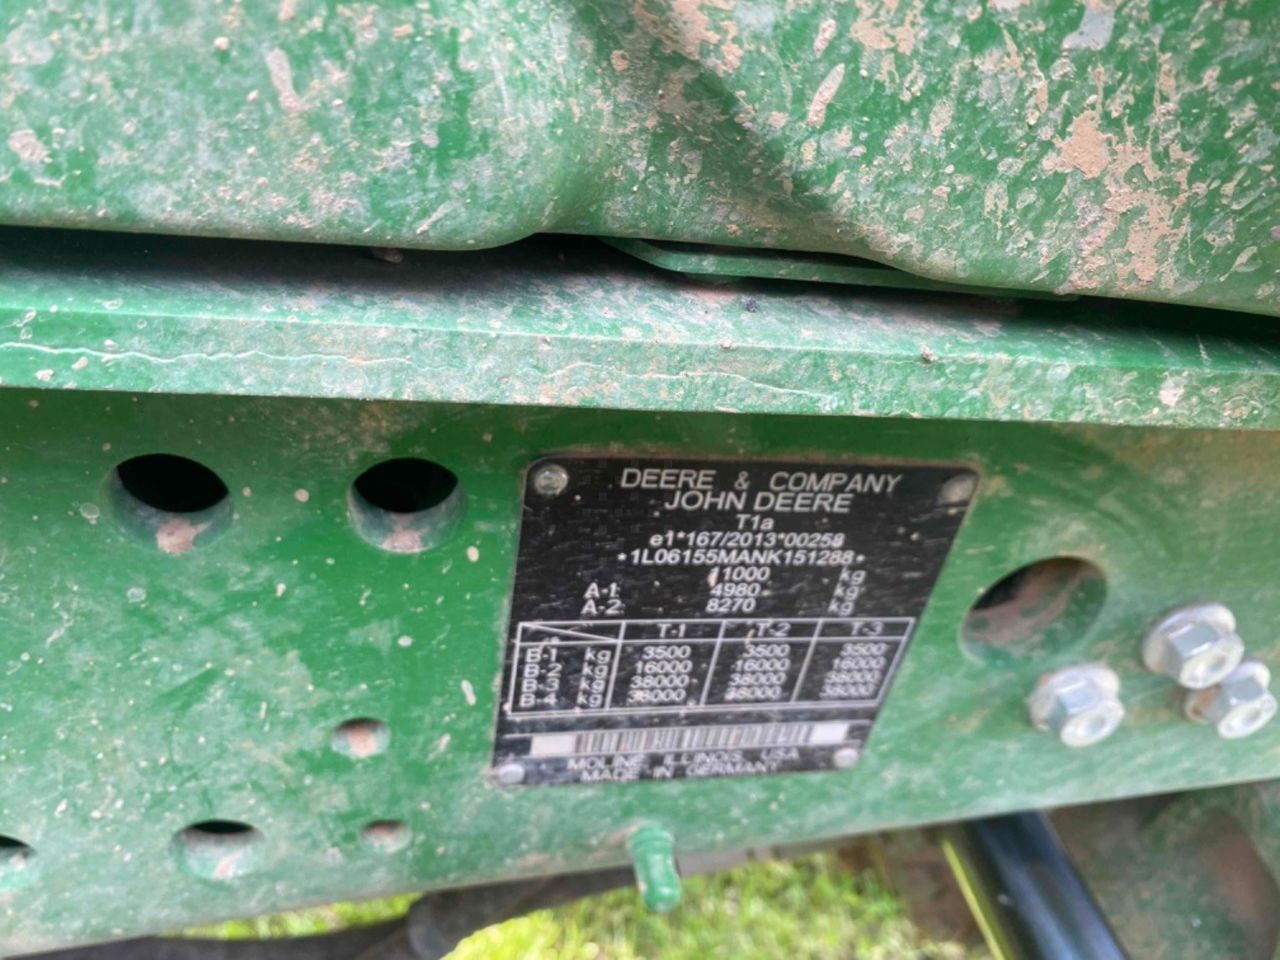 DEERE & COMPANY
JOHN DEERE
T1a
e1*167/2013*00258
*1L06155MANK151288*
11000 kg
A-1 4980 kg
A-2 8270 kg
T-1 T-2 T-3
B-1 kg 3500 3500 3500
B-2 kg 16000 16000 16000
B-3 kg 38000 38000 38000
B-4 kg 38000 38000 38000
MOLINE, ILLINOIS, USA
MADE IN GERMANY